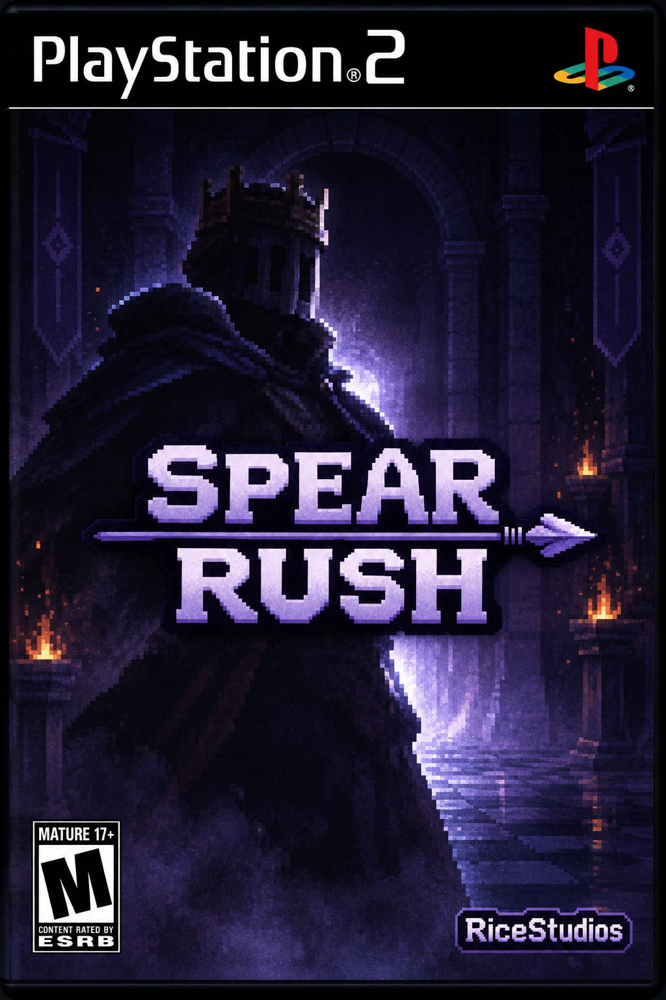 PlayStation®2
®
SPEAR
RUSH
MATURE 17+
M
CONTENT RATED BY
ESRB
RiceStudios